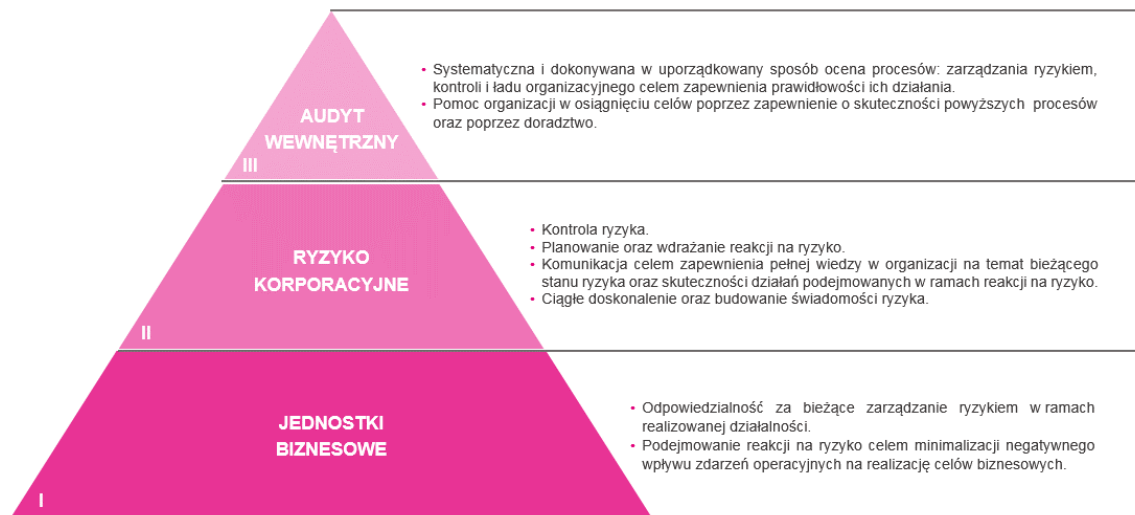 • Systematyczna i dokonywana w uporządkowany sposób ocena procesów: zarządzania ryzykiem,
kontroli i ładu organizacyjnego celem zapewnienia prawidłowości ich działania.
• Pomoc organizacji w osiągnięciu celów poprzez zapewnienie o skuteczności powyższych procesów
oraz poprzez doradztwo.
AUDYT
WEWNĘTRZNY
III
• Kontrola ryzyka.
• Planowanie oraz wdrażanie reakcji na ryzyko.
• Komunikacja celem zapewnienia pełnej wiedzy w organizacji na temat bieżącego
stanu ryzyka oraz skuteczności działań podejmowanych w ramach reakcji na ryzyko.
• Ciągłe doskonalenie oraz budowanie świadomości ryzyka.
RYZYKO
KORPORACYJNE
II
• Odpowiedzialność za bieżące zarządzanie ryzykiem w ramach
realizowanej działalności.
• Podejmowanie reakcji na ryzyko celem minimalizacji negatywnego
wpływu zdarzeń operacyjnych na realizację celów biznesowych.
JEDNOSTKI
BIZNESOWE
I